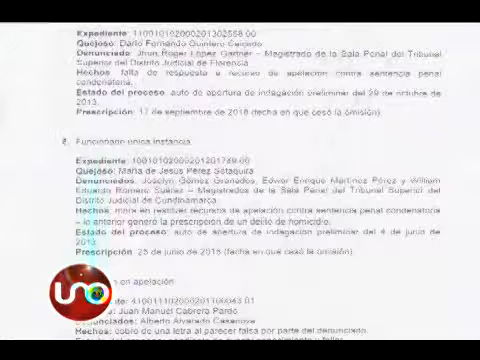 Expediente: 110010102000201302558 00
Quejoso: Dario Fernando Quintero Caicedo
Denunciado: Jhon Roger López Gartner – Magistrado de la Sala Penal del Tribunal
Superior del Distrito Judicial de Florencia
Hechos: falta de respuesta a recurso de apelación contra sentencia penal
condenatoria.
Estado del proceso: auto de apertura de indagación preliminar del 29 de octubre de
2013.
Prescripción: 17 de septiembre de 2018 (fecha en que cesó la omisión)
Funcionario única instancia
Expediente: 10010102000201201789 00
Quejoso: María de Jesús Pérez Sotaquira
Denunciados: Joselyn Gómez Granados, Edwer Enrique Martínez Pérez y William
Eduardo Romero Suárez – Magistrados de la Sala Penal del Tribunal Superior del
Distrito Judicial de Cundinamarca
Hechos: mora en resolver recursos de apelación contra sentencia penal condenatoria
– lo anterior generó la prescripción de un delito de homicidio.
Estado del proceso: auto de apertura de indagación preliminar del 4 de junio de
2013
Prescripción: 25 de junio de 2018 (fecha en que cesó la omisión)
en apelación
410011102000201100043 01
Juan Manuel Cabrera Pardo
Denunciados: Alberto Alvarado Casanova
Hechos: cobro de una letra al parecer falsa por parte del denunciado.
uno